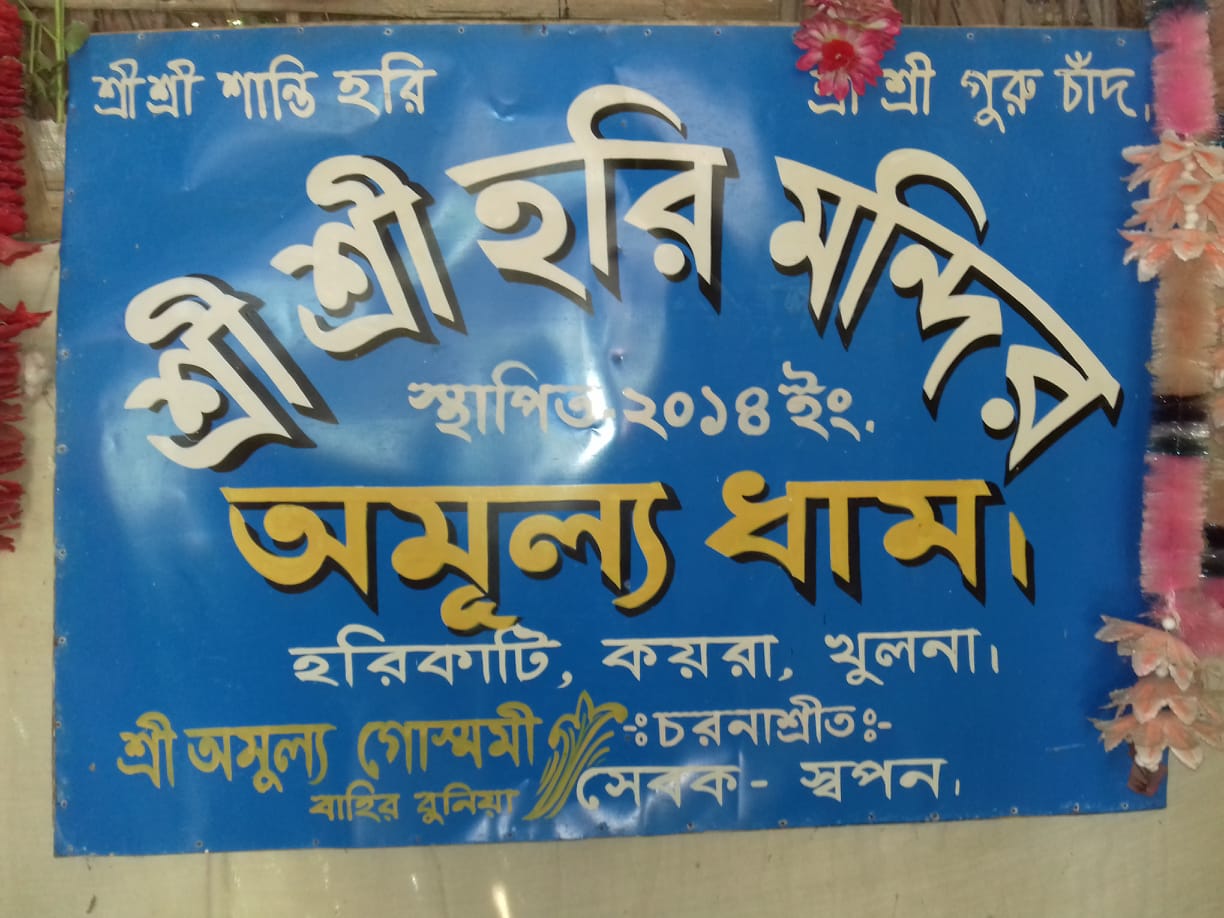 শ্রীশ্রী শান্তি হরি
শ্রী শ্রী গুরু চাঁদ।
শ্রী শ্রী হরি মন্দির
স্থাপিত-২০১৪ ইং.
অমূল্য ধাম।
হরিকাটি, কয়রা, খুলনা।
শ্রী অমূল্য গোস্মমী
বাহির বুনিয়া
-ঃচরনাশ্রীতঃ-
সেবক- স্বপন।